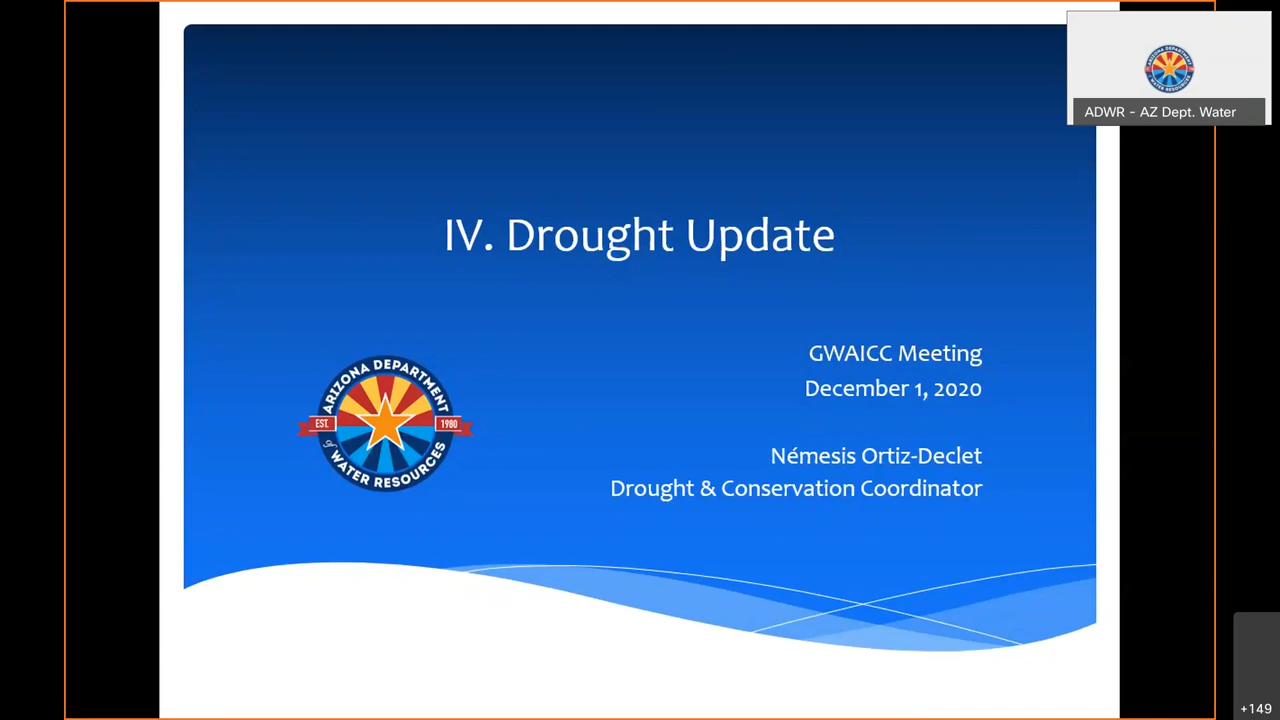 ADWR - AZ Dept. Water
IV. Drought Update
GWAICC Meeting
December 1, 2020
Némesis Ortiz-Declet
Drought & Conservation Coordinator
ARIZONA DEPARTMENT
EST. 1980
of
WATER RESOURCES
+149